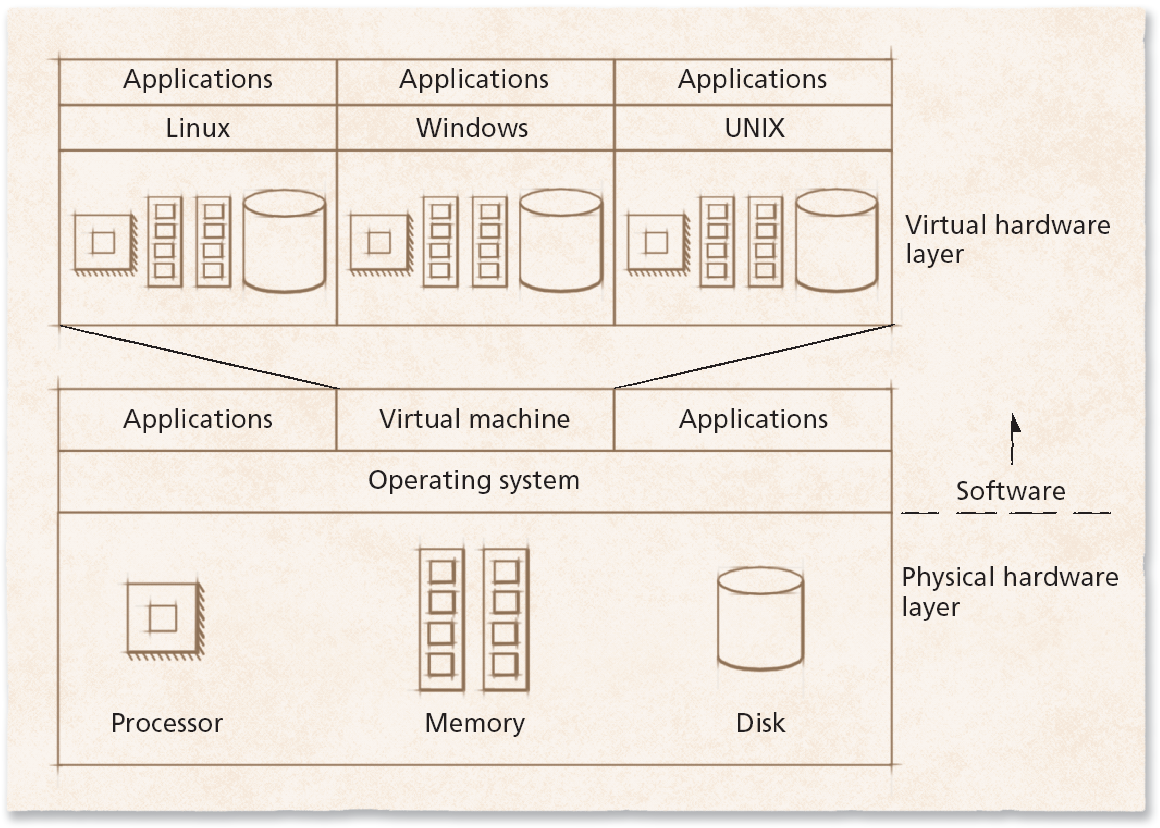 Applications
Applications
Applications
Linux
Windows
UNIX
Virtual hardware
layer
Applications
Virtual machine
Applications
Operating system
Software
Physical hardware
layer
Processor
Memory
Disk